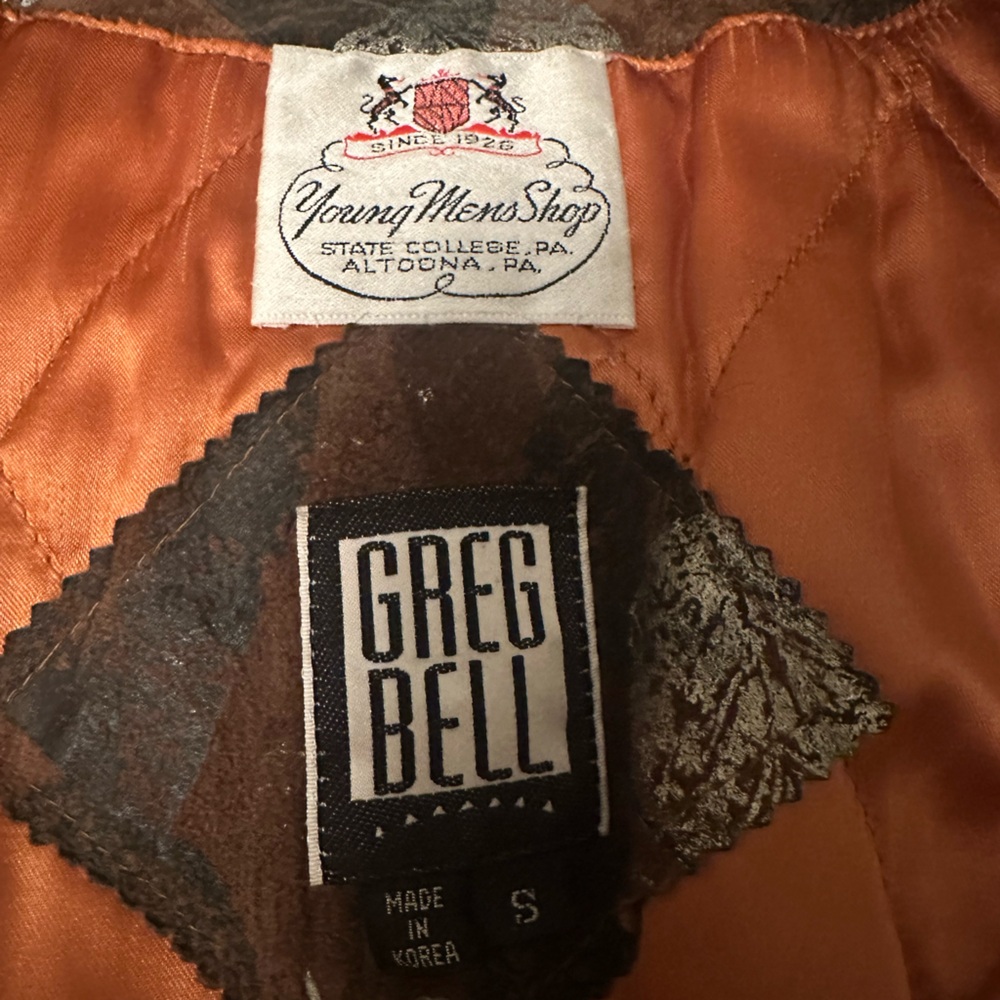 SINCE 1926
Young Mens Shop
STATE COLLEGE, PA.
ALTOONA, PA.
GREG
BELL
MADE
IN
KOREA
S